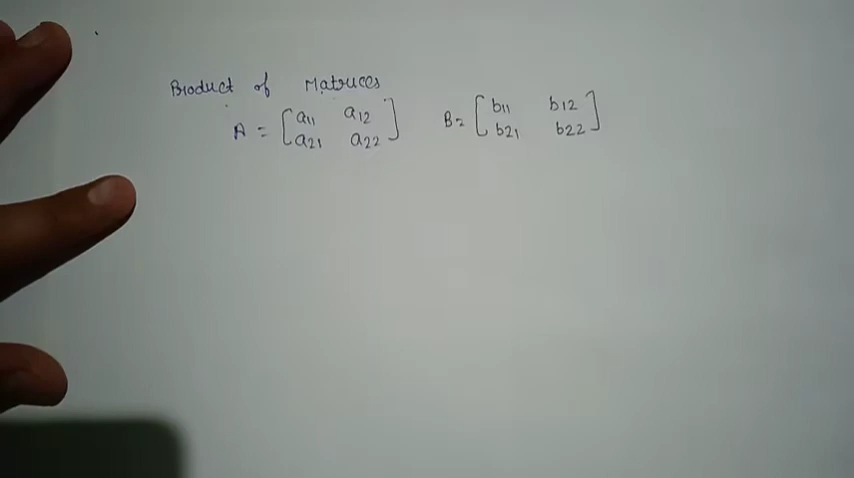 Product of Matrices
A = [a11 a12 B = [b11 b12
a21 a22] b21 b22]